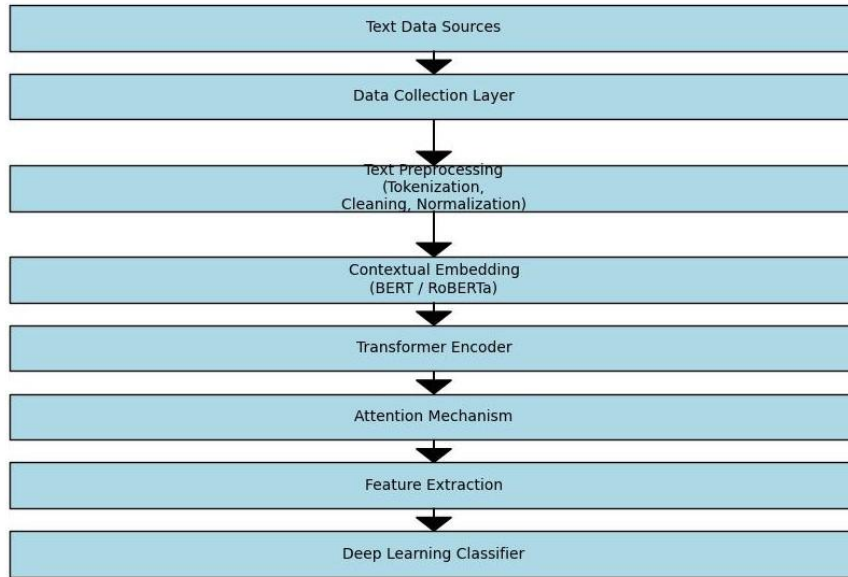 Text Data Sources
Data Collection Layer
Text Preprocessing
(Tokenization,
Cleaning, Normalization)
Contextual Embedding
(BERT / RoBERTa)
Transformer Encoder
Attention Mechanism
Feature Extraction
Deep Learning Classifier